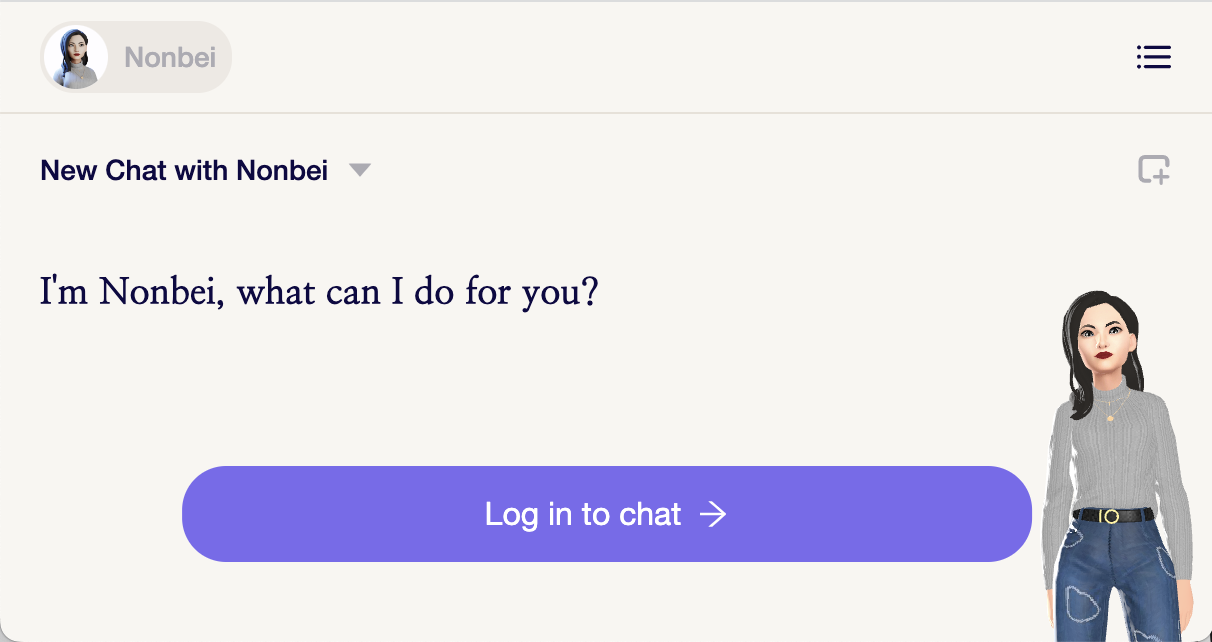 Nonbei
New Chat with Nonbei
I'm Nonbei, what can I do for you?
Log in to chat →